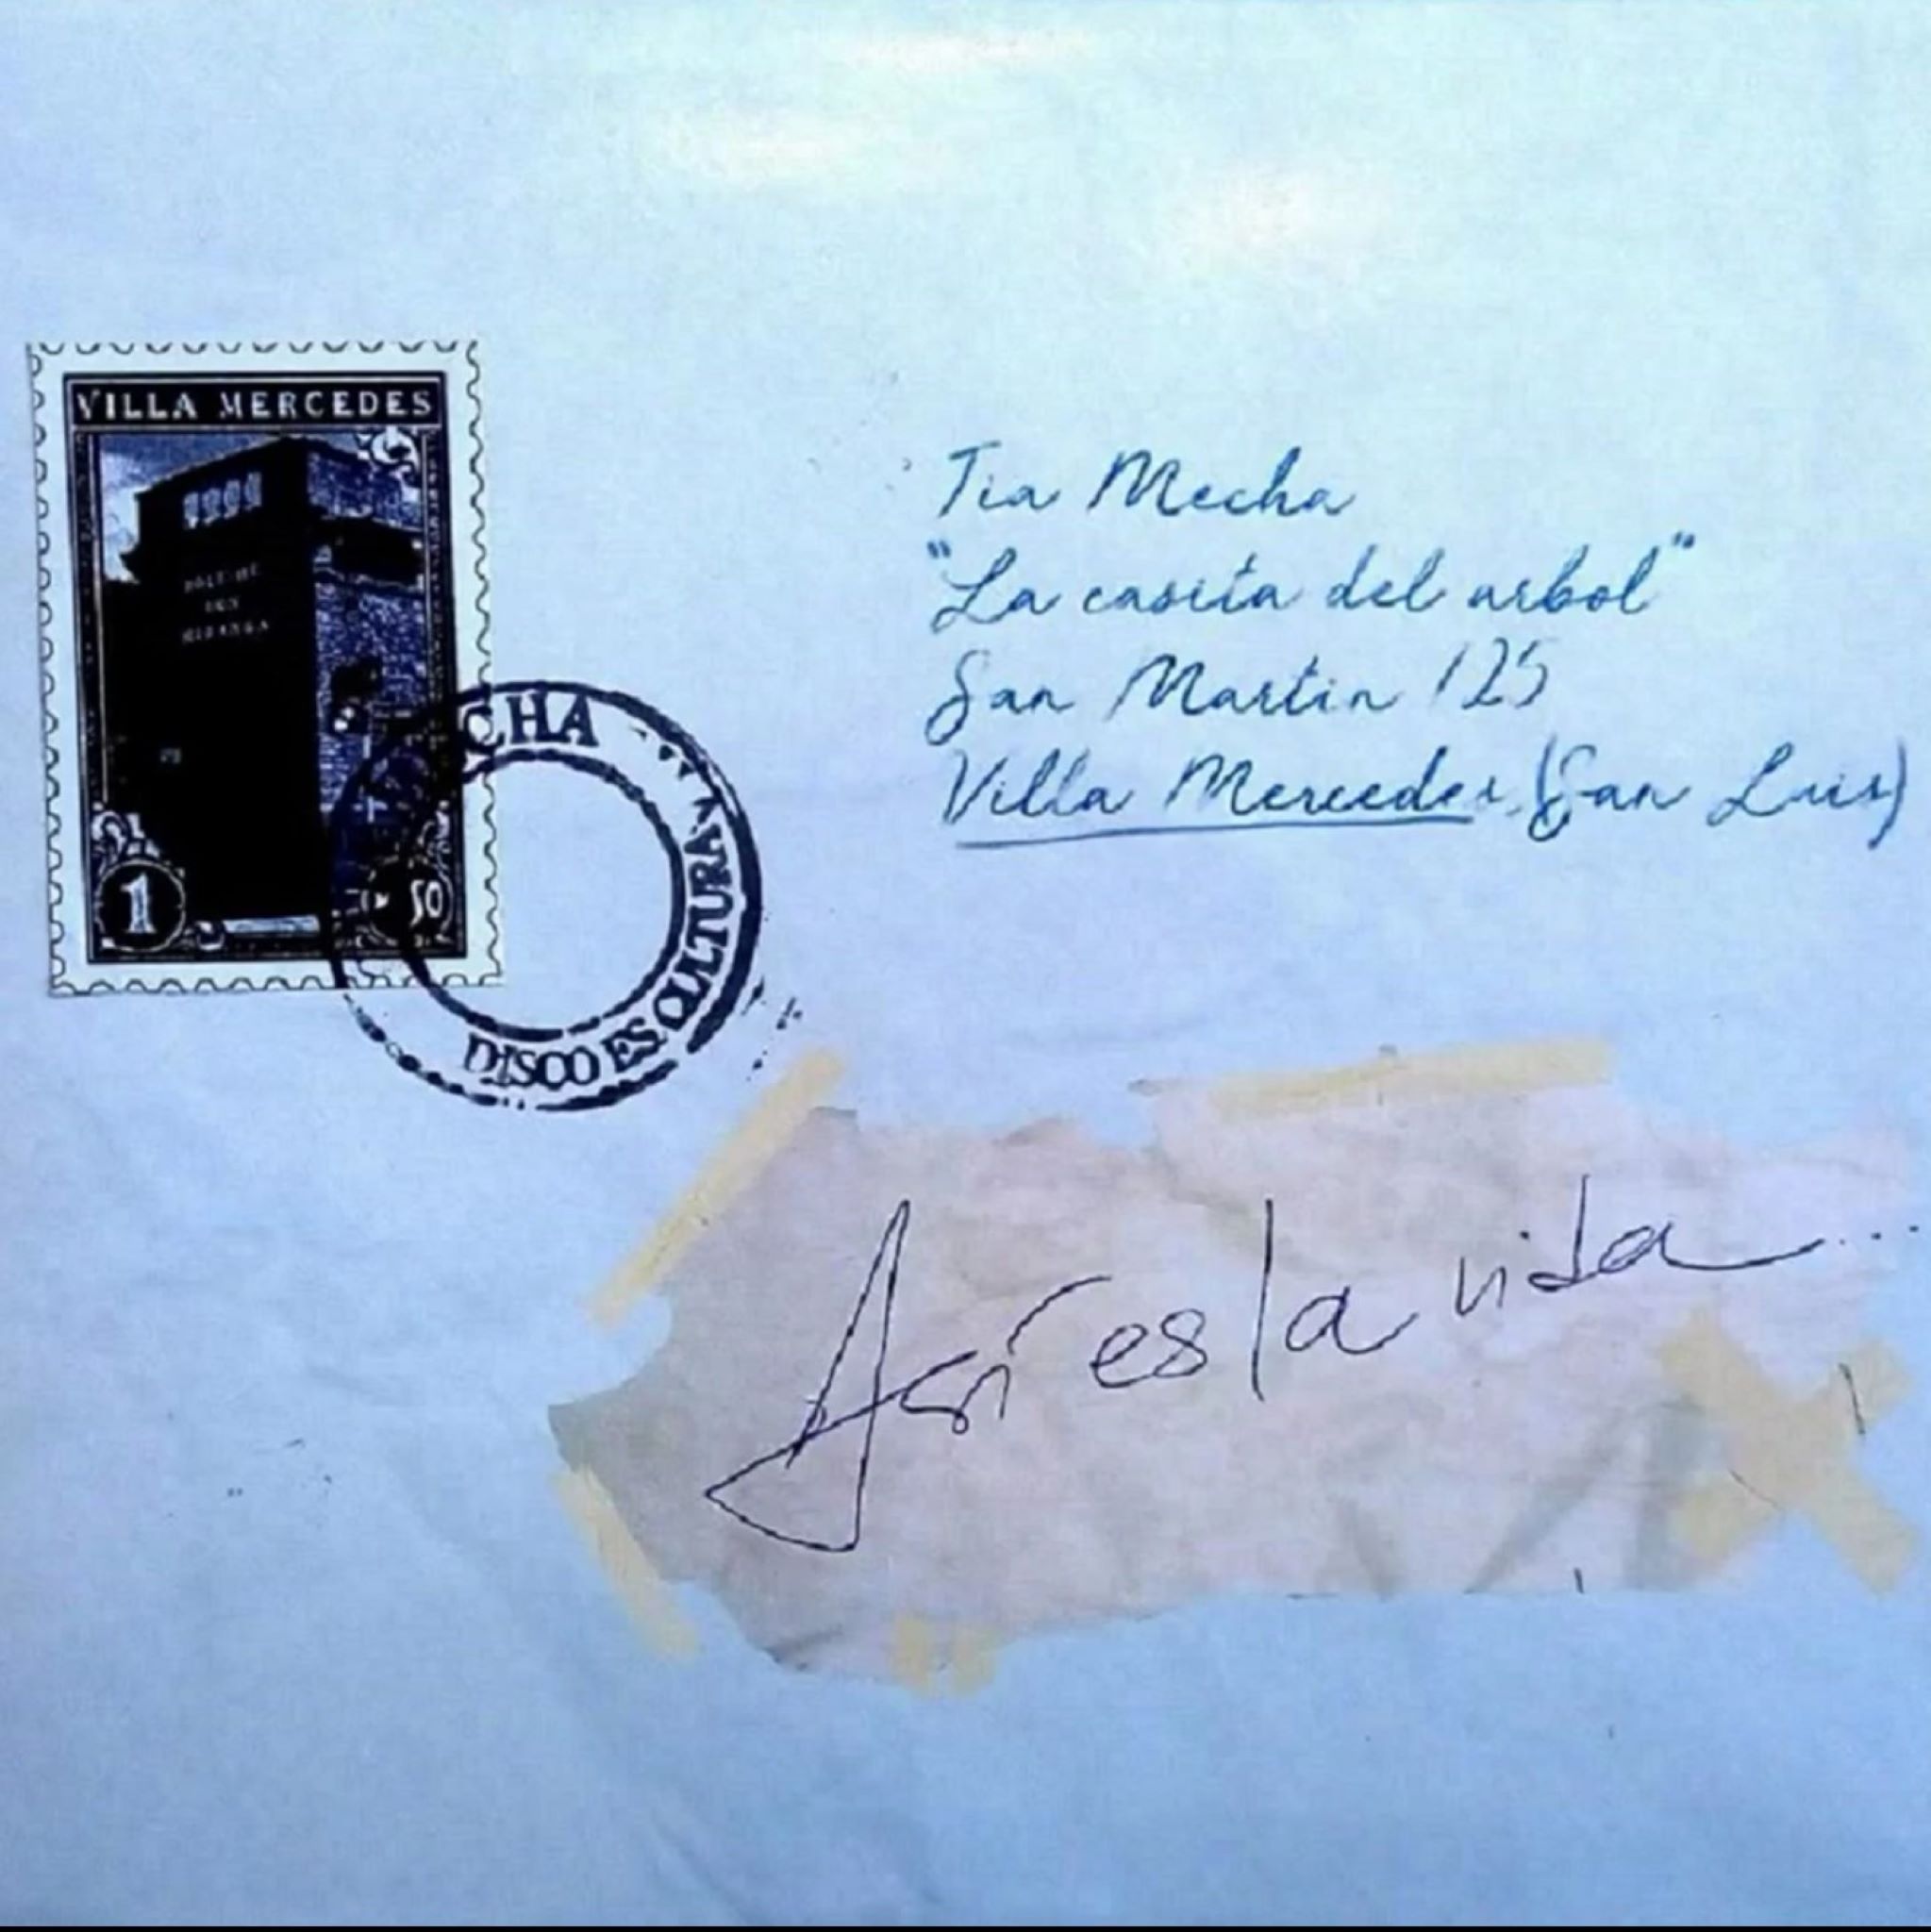 VILLA MERCEDES
1
50
CHA
DISCO ES CULTURA
Tia Mecha
"La casita del arbol"
San Martin 125
Villa Mercedes (San Luis)
Así es la vida...